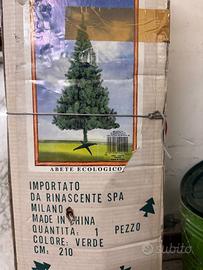 ABETE ECOLOGICO
IMPORTATO
DA RINASCENTE SPA
MILANO
MADE IN CHINA
QUANTITA: 1 PEZZO
COLORE: VERDE
CM: 210
subito